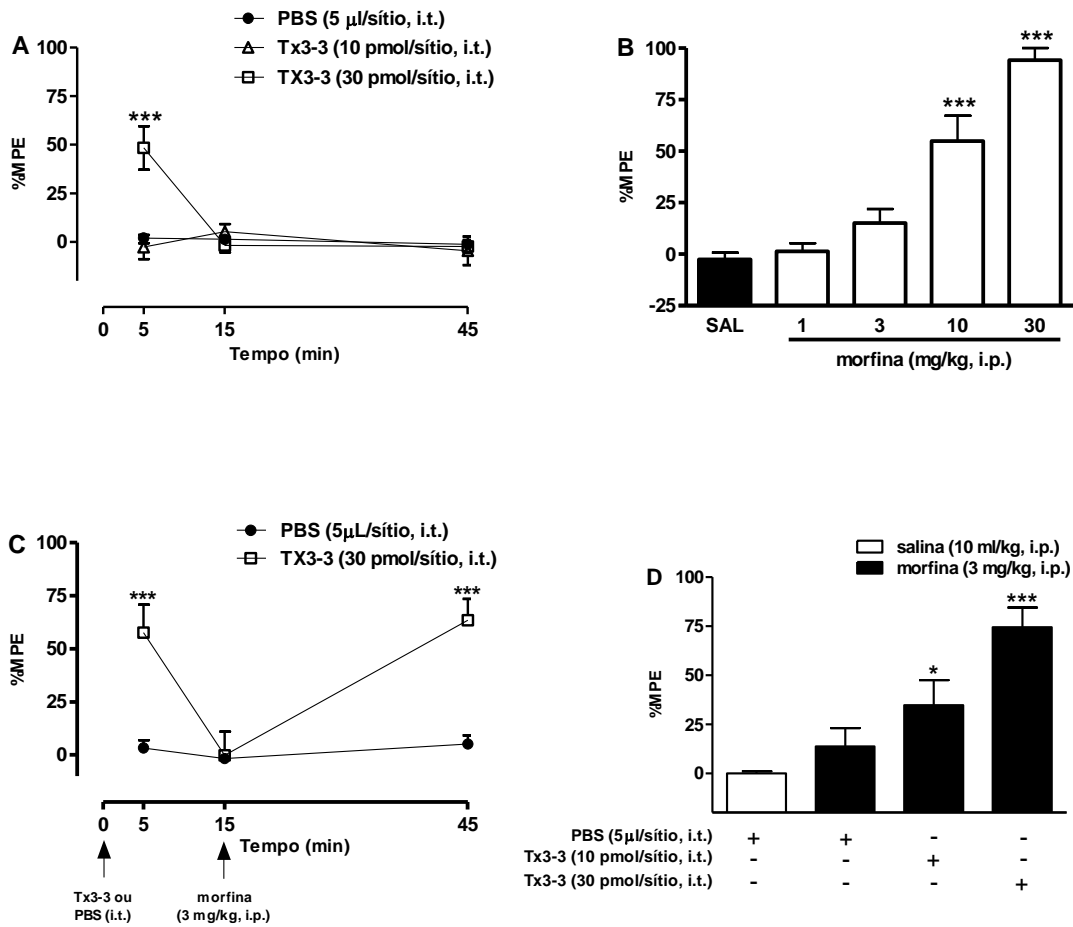 A
PBS (5 μl/sítio, i.t.)
Tx3-3 (10 pmol/sítio, i.t.)
TX3-3 (30 pmol/sítio, i.t.)
100
75
50
25
0
%MPE
***
0 5 15 45
Tempo (min)
B
100
75
50
25
0
-25
%MPE
*** ***
SAL 1 3 10 30
morfina (mg/kg, i.p.)
C
PBS (5μL/sítio, i.t.)
TX3-3 (30 pmol/sítio, i.t.)
100
75
50
25
0
%MPE
*** ***
0 5 15 45
Tempo (min)
Tx3-3 ou
PBS (i.t.)
morfina
(3 mg/kg, i.p.)
D
salina (10 ml/kg, i.p.)
morfina (3 mg/kg, i.p.)
100
75
50
25
0
%MPE
* ***
PBS (5μl/sítio, i.t.) + + - -
Tx3-3 (10 pmol/sítio, i.t.) - - + -
Tx3-3 (30 pmol/sítio, i.t.) - - - +